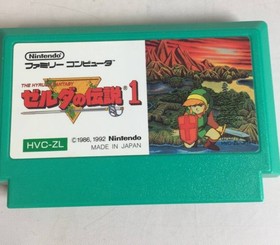 Nintendo
ファミリー コンピュータ
THE HYRULE FANTASY
ゼルダの伝説1
©1986, 1992 Nintendo
HVC-ZL
MADE IN JAPAN